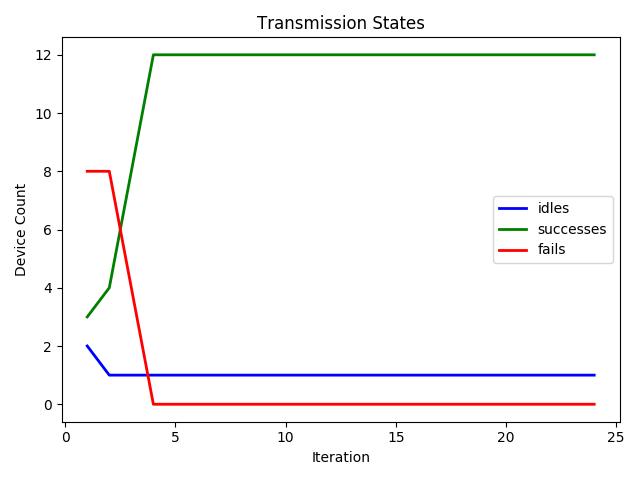 Transmission States
Device Count
12
10
8
6
4
2
0
idles
successes
fails
0 5 10 15 20 25
Iteration